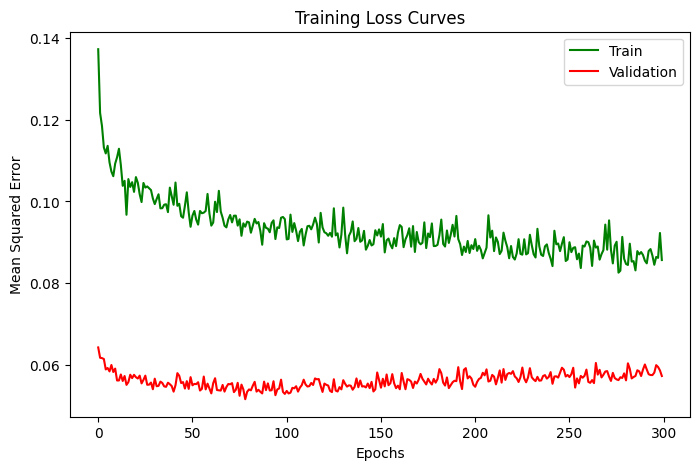 Training Loss Curves
Train
Validation
Mean Squared Error
0.14
0.12
0.10
0.08
0.06
0
50
100
150
200
250
300
Epochs